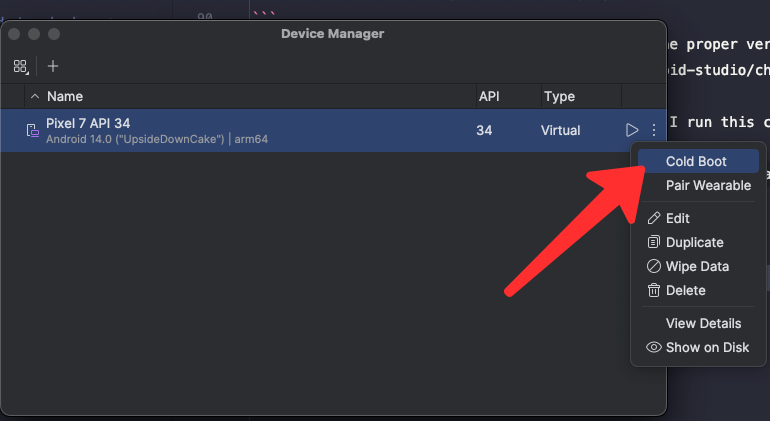 90
```
Device Manager
Name API Type
Pixel 7 API 34 34 Virtual
Android 14.0 ("UpsideDownCake") | arm64
Cold Boot
Pair Wearable
Edit
Duplicate
Wipe Data
Delete
View Details
Show on Disk
proper ver
-studio/ch
I run this c